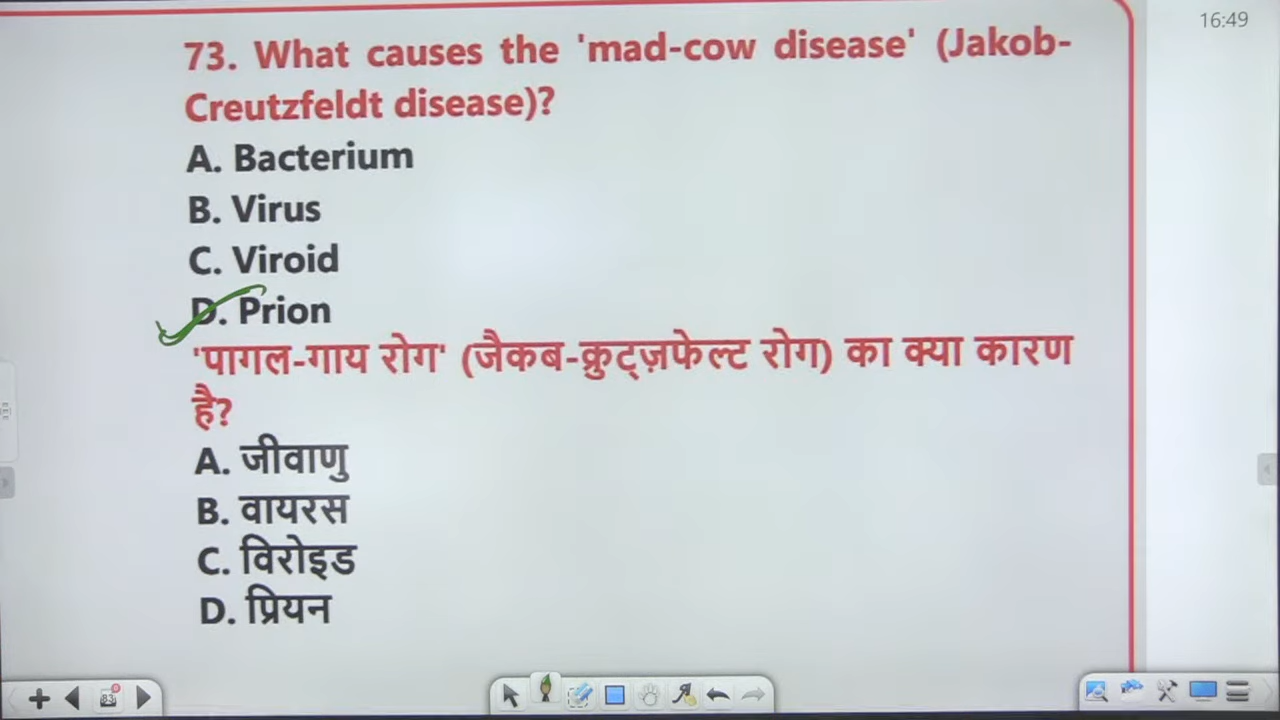 16:49
73. What causes the 'mad-cow disease' (Jakob-
Creutzfeldt disease)?
A. Bacterium
B. Virus
C. Viroid
D. Prion
'पागल-गाय रोग' (जैकब-क्रुट्ज़फेल्ट रोग) का क्या कारण
है?
A. जीवाणु
B. वायरस
C. विरोइड
D. प्रियन
83